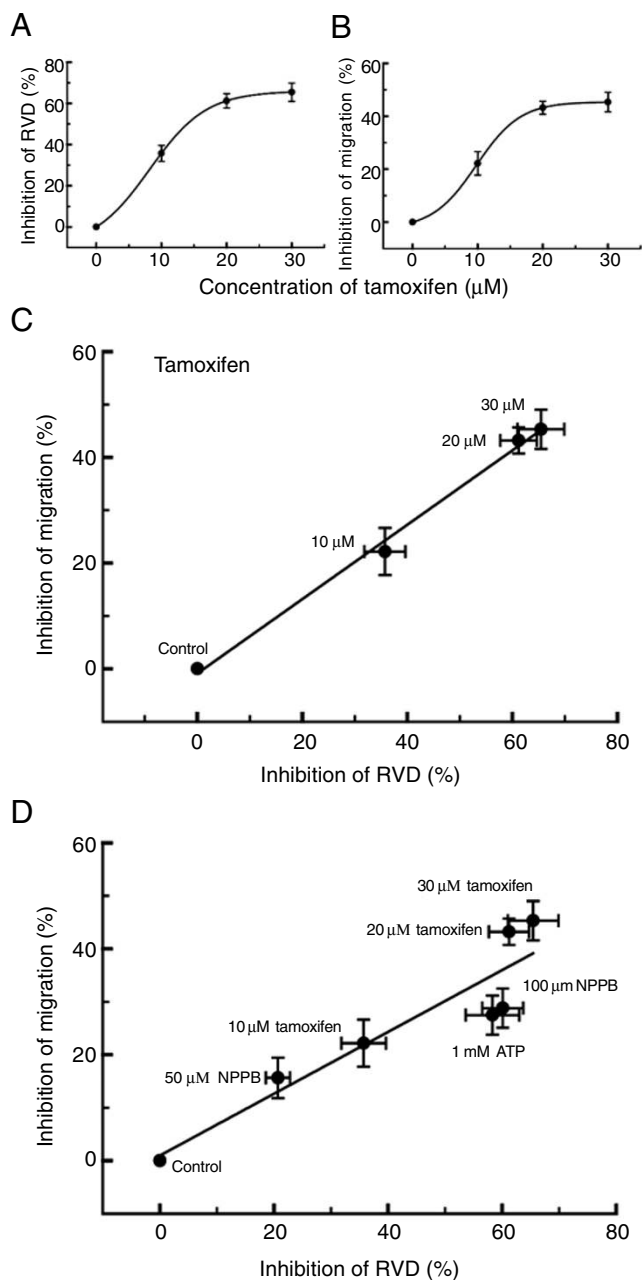 A
Inhibition of RVD (%)
80
60
40
20
0
0 10 20 30
B
Inhibition of migration (%)
60
40
20
0
0 10 20 30
Concentration of tamoxifen (μM)
C
Tamoxifen
Inhibition of migration (%)
60
40
20
0
30 μM
20 μM
10 μM
Control
0 20 40 60 80
Inhibition of RVD (%)
D
Inhibition of migration (%)
60
40
20
0
30 μM tamoxifen
20 μM tamoxifen
100 μm NPPB
10 μM tamoxifen
1 mM ATP
50 μM NPPB
Control
0 20 40 60 80
Inhibition of RVD (%)